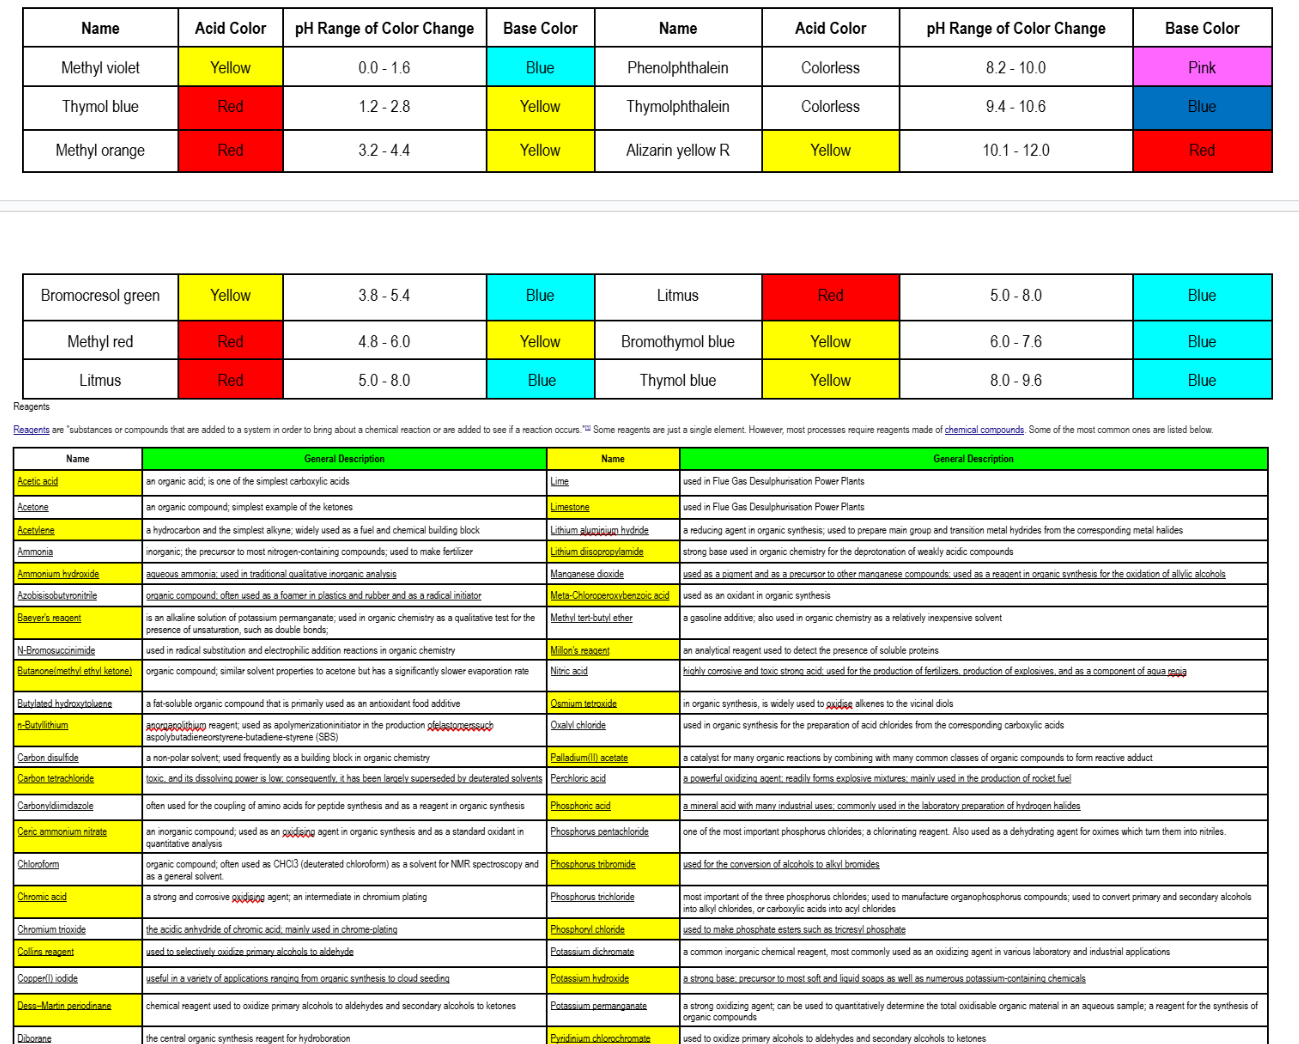 Name Acid Color pH Range of Color Change Base Color Name Acid Color pH Range of Color Change Base Color
Methyl violet Yellow 0.0 - 1.6 Blue Phenolphthalein Colorless 8.2 - 10.0 Pink
Thymol blue Red 1.2 - 2.8 Yellow Thymolphthalein Colorless 9.4 - 10.6 Blue
Methyl orange Red 3.2 - 4.4 Yellow Alizarin yellow R Yellow 10.1 - 12.0 Red
Bromocresol green Yellow 3.8 - 5.4 Blue Litmus Red 5.0 - 8.0 Blue
Methyl red Red 4.8 - 6.0 Yellow Bromothymol blue Yellow 6.0 - 7.6 Blue
Litmus Red 5.0 - 8.0 Blue Thymol blue Yellow 8.0 - 9.6 Blue
Reagents
Reagents are "substances or compounds that are added to a system in order to bring about a chemical reaction or are added to see if a reaction occurs." Some reagents are just a single element. However, most processes require reagents made of chemical compounds. Some of the most common ones are listed below.
Name General Description Name General Description
Acetic acid an organic acid; is one of the simplest carboxylic acids Lime used in Flue Gas Desulphurisation Power Plants
Acetone an organic compound; simplest example of the ketones Limestone used in Flue Gas Desulphurisation Power Plants
Acetylene a hydrocarbon and the simplest alkyne; widely used as a fuel and chemical building block Lithium aluminium hydride a reducing agent in organic synthesis; used to prepare main group and transition metal hydrides from the corresponding metal halides
Ammonia inorganic; the precursor to most nitrogen-containing compounds; used to make fertilizer Lithium diisopropylamide strong base used in organic chemistry for the deprotonation of weakly acidic compounds
Ammonium hydroxide aqueous ammonia; used in traditional qualitative inorganic analysis Manganese dioxide used as a pigment and as a precursor to other manganese compounds; used as a reagent in organic synthesis for the oxidation of allylic alcohols
Azobisisobutyronitrile organic compound; often used as a foamer in plastics and rubber and as a radical initiator Meta-Chloroperoxybenzoic acid used as an oxidant in organic synthesis
Baeyer's reagent is an alkaline solution of potassium permanganate; used in organic chemistry as a qualitative test for the Methyl tert-butyl ether a gasoline additive; also used in organic chemistry as a relatively inexpensive solvent
presence of unsaturation, such as double bonds;
N-Bromosuccinimide used in radical substitution and electrophilic addition reactions in organic chemistry Millon's reagent an analytical reagent used to detect the presence of soluble proteins
Butanone(methyl ethyl ketone) organic compound; similar solvent properties to acetone but has a significantly slower evaporation rate Nitric acid highly corrosive and toxic strong acid; used for the production of fertilizers, production of explosives, and as a component of aqua regia
Butylated hydroxytoluene a fat-soluble organic compound that is primarily used as an antioxidant food additive Osmium tetroxide in organic synthesis, is widely used to oxidise alkenes to the vicinal diols
n-Butyllithium anorganolithium reagent; used as apolymerizationinitiator in the production ofelastomerssuch Oxalyl chloride used in organic synthesis for the preparation of acid chlorides from the corresponding carboxylic acids
aspolybutadieneorstyrene-butadiene-styrene (SBS)
Carbon disulfide a non-polar solvent; used frequently as a building block in organic chemistry Palladium(II) acetate a catalyst for many organic reactions by combining with many common classes of organic compounds to form reactive adduct
Carbon tetrachloride toxic, and its dissolving power is low; consequently, it has been largely superseded by deuterated solvents Perchloric acid a powerful oxidizing agent; readily forms explosive mixtures; mainly used in the production of rocket fuel
Carbonyldiimidazole often used for the coupling of amino acids for peptide synthesis and as a reagent in organic synthesis Phosphoric acid a mineral acid with many industrial uses; commonly used in the laboratory preparation of hydrogen halides
Ceric ammonium nitrate an inorganic compound; used as an oxidising agent in organic synthesis and as a standard oxidant in Phosphorus pentachloride one of the most important phosphorus chlorides; a chlorinating reagent. Also used as a dehydrating agent for oximes which turn them into nitriles.
quantitative analysis
Chloroform organic compound; often used as CHCl3 (deuterated chloroform) as a solvent for NMR spectroscopy and Phosphorus tribromide used for the conversion of alcohols to alkyl bromides
as a general solvent.
Chromic acid a strong and corrosive oxidising agent; an intermediate in chromium plating Phosphorus trichloride most important of the three phosphorus chlorides; used to manufacture organophosphorus compounds; used to convert primary and secondary alcohols
into alkyl chlorides, or carboxylic acids into acyl chlorides
Chromium trioxide the acidic anhydride of chromic acid; mainly used in chrome-plating Phosphoryl chloride used to make phosphate esters such as tricresyl phosphate
Collins reagent used to selectively oxidize primary alcohols to aldehyde Potassium dichromate a common inorganic chemical reagent, most commonly used as an oxidizing agent in various laboratory and industrial applications
Copper(I) iodide useful in a variety of applications ranging from organic synthesis to cloud seeding Potassium hydroxide a strong base; precursor to most soft and liquid soaps as well as numerous potassium-containing chemicals
Dess–Martin periodinane chemical reagent used to oxidize primary alcohols to aldehydes and secondary alcohols to ketones Potassium permanganate a strong oxidizing agent; can be used to quantitatively determine the total oxidisable organic material in an aqueous sample; a reagent for the synthesis of
organic compounds
Diborane the central organic synthesis reagent for hydroboration Pyridinium chlorochromate used to oxidize primary alcohols to aldehydes and secondary alcohols to ketones